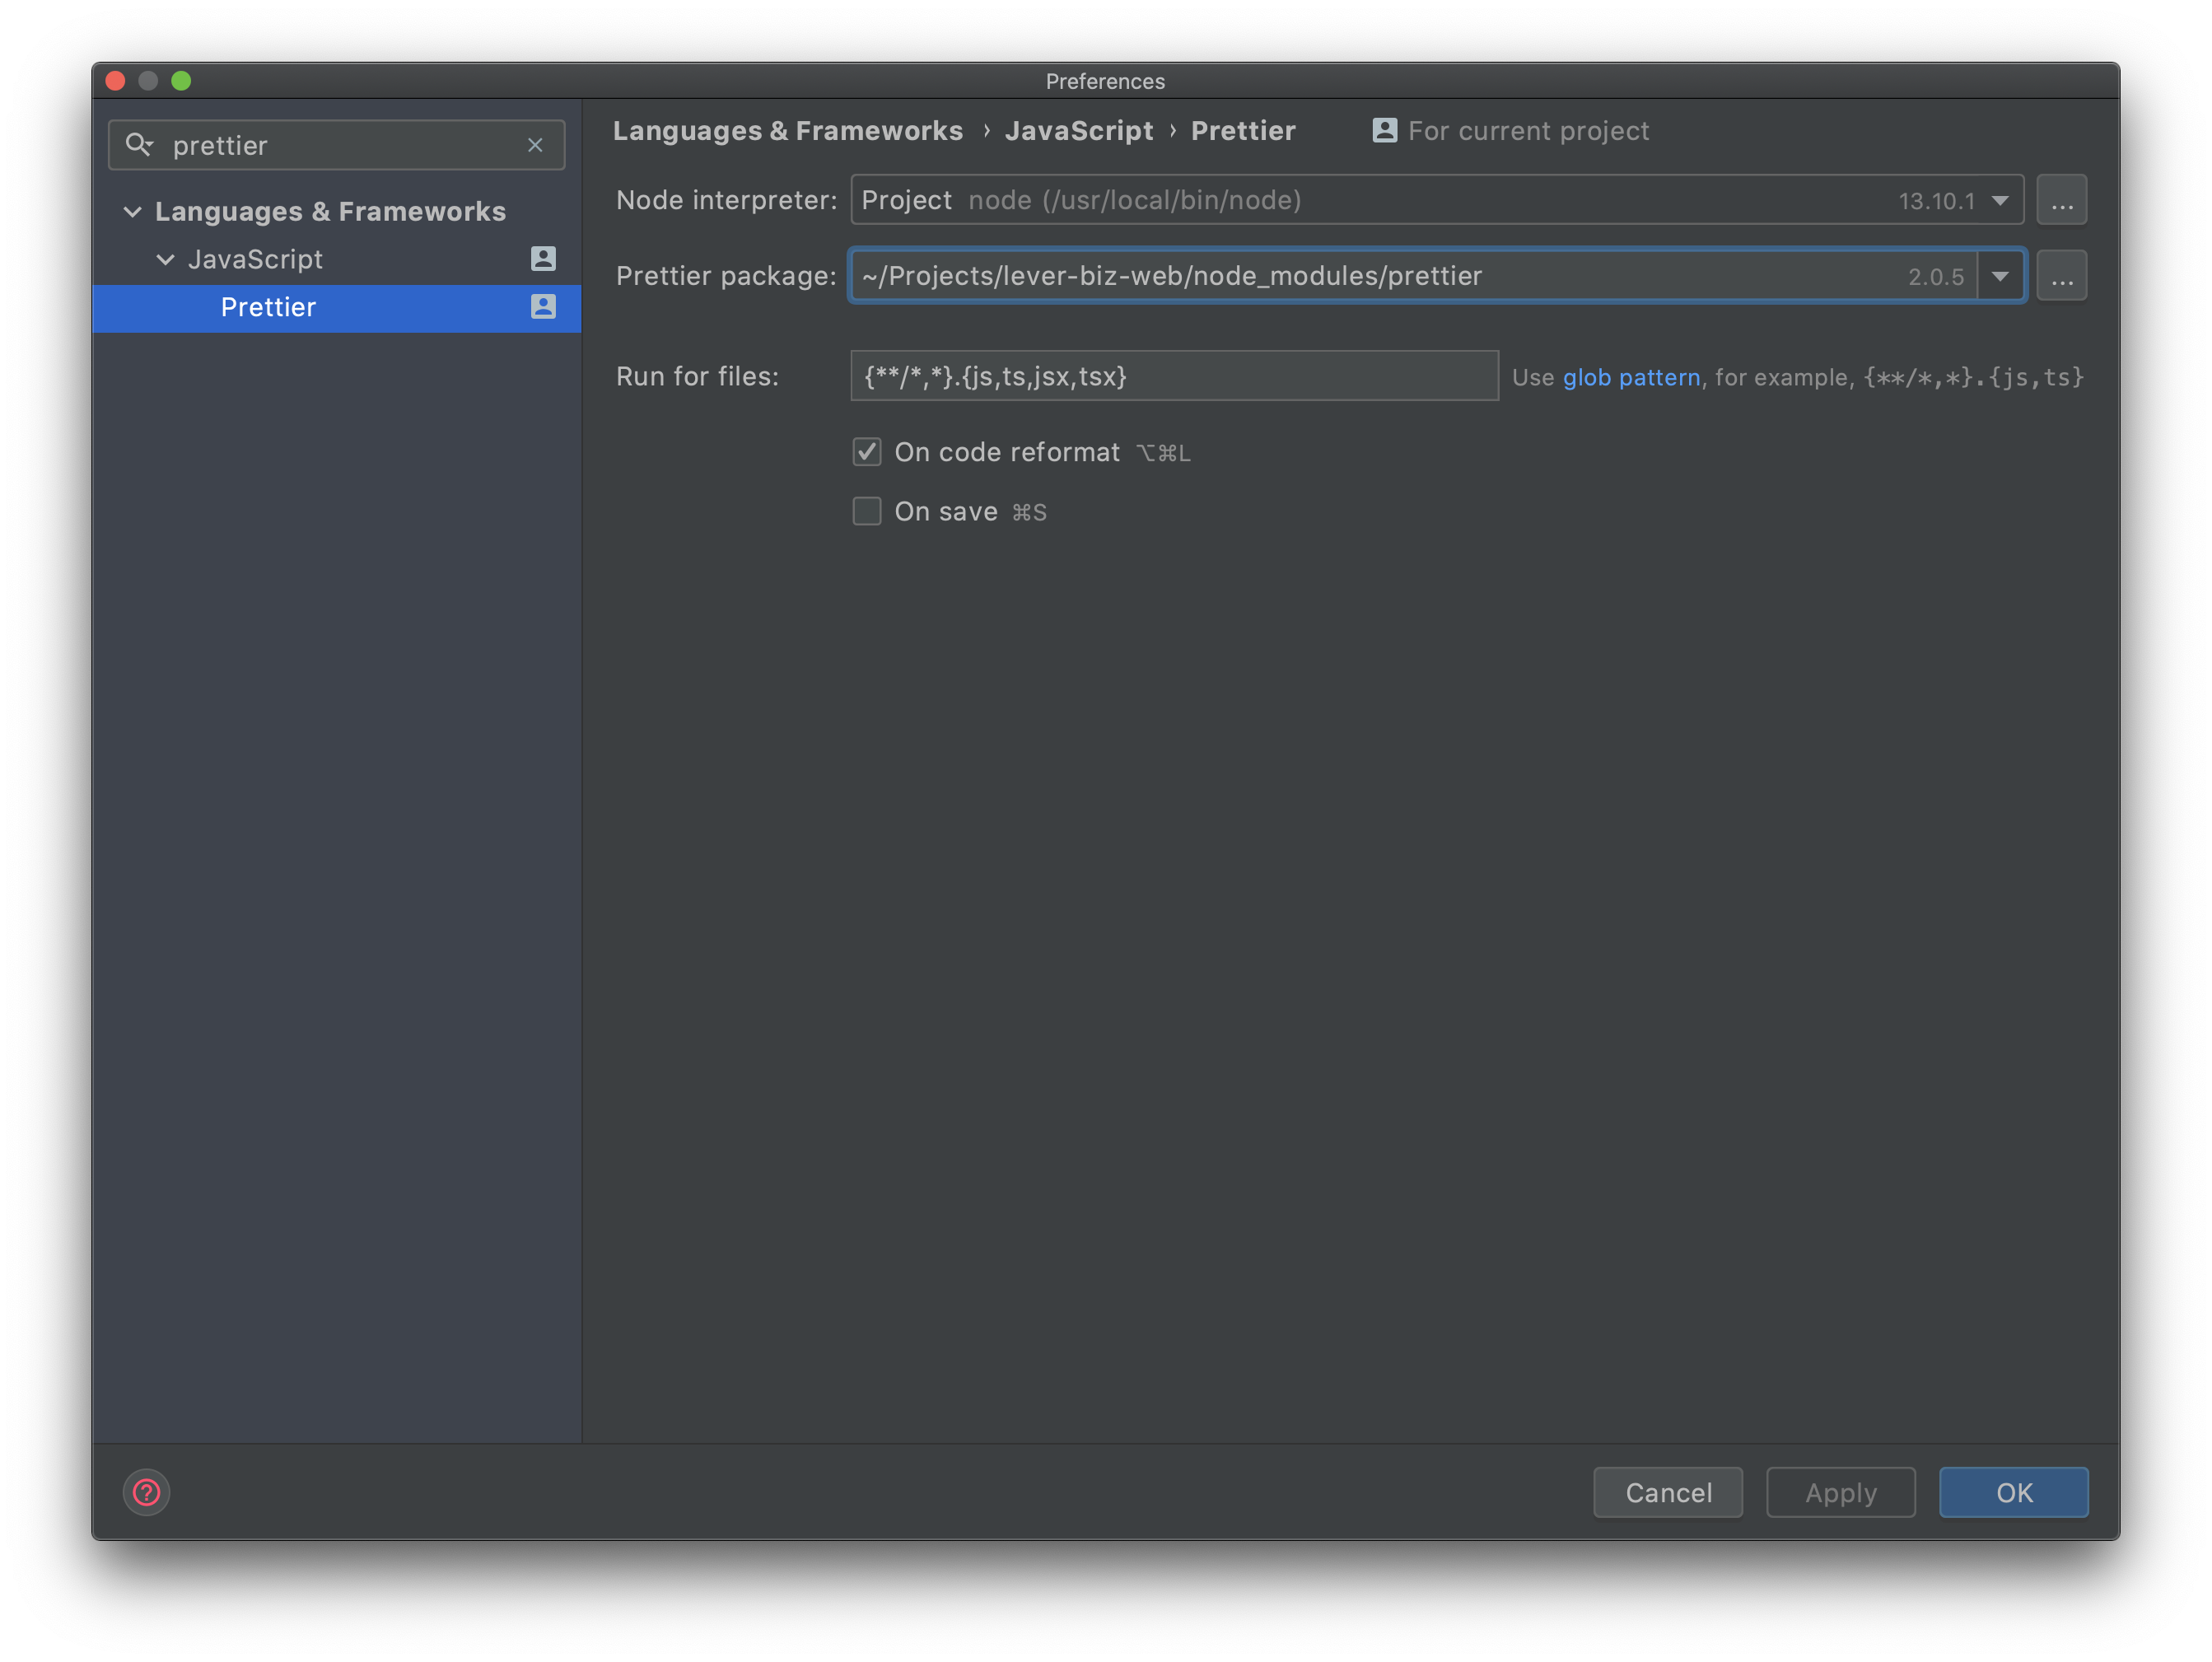 Preferences
prettier
Languages & Frameworks
JavaScript
Prettier
Languages & Frameworks › JavaScript › Prettier For current project
Node interpreter: Project node (/usr/local/bin/node) 13.10.1 ...
Prettier package: ~/Projects/lever-biz-web/node_modules/prettier 2.0.5 ...
Run for files: {**/*,*}.{js,ts,jsx,tsx} Use glob pattern, for example, {**/*,*}.{js,ts}
On code reformat ⌥⌘L
On save ⌘S
? Cancel Apply OK